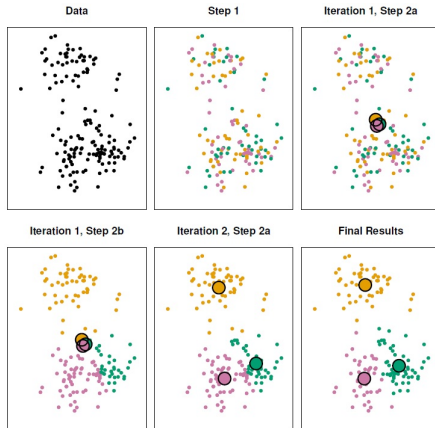 Data
Step 1
Iteration 1, Step 2a
Iteration 1, Step 2b
Iteration 2, Step 2a
Final Results